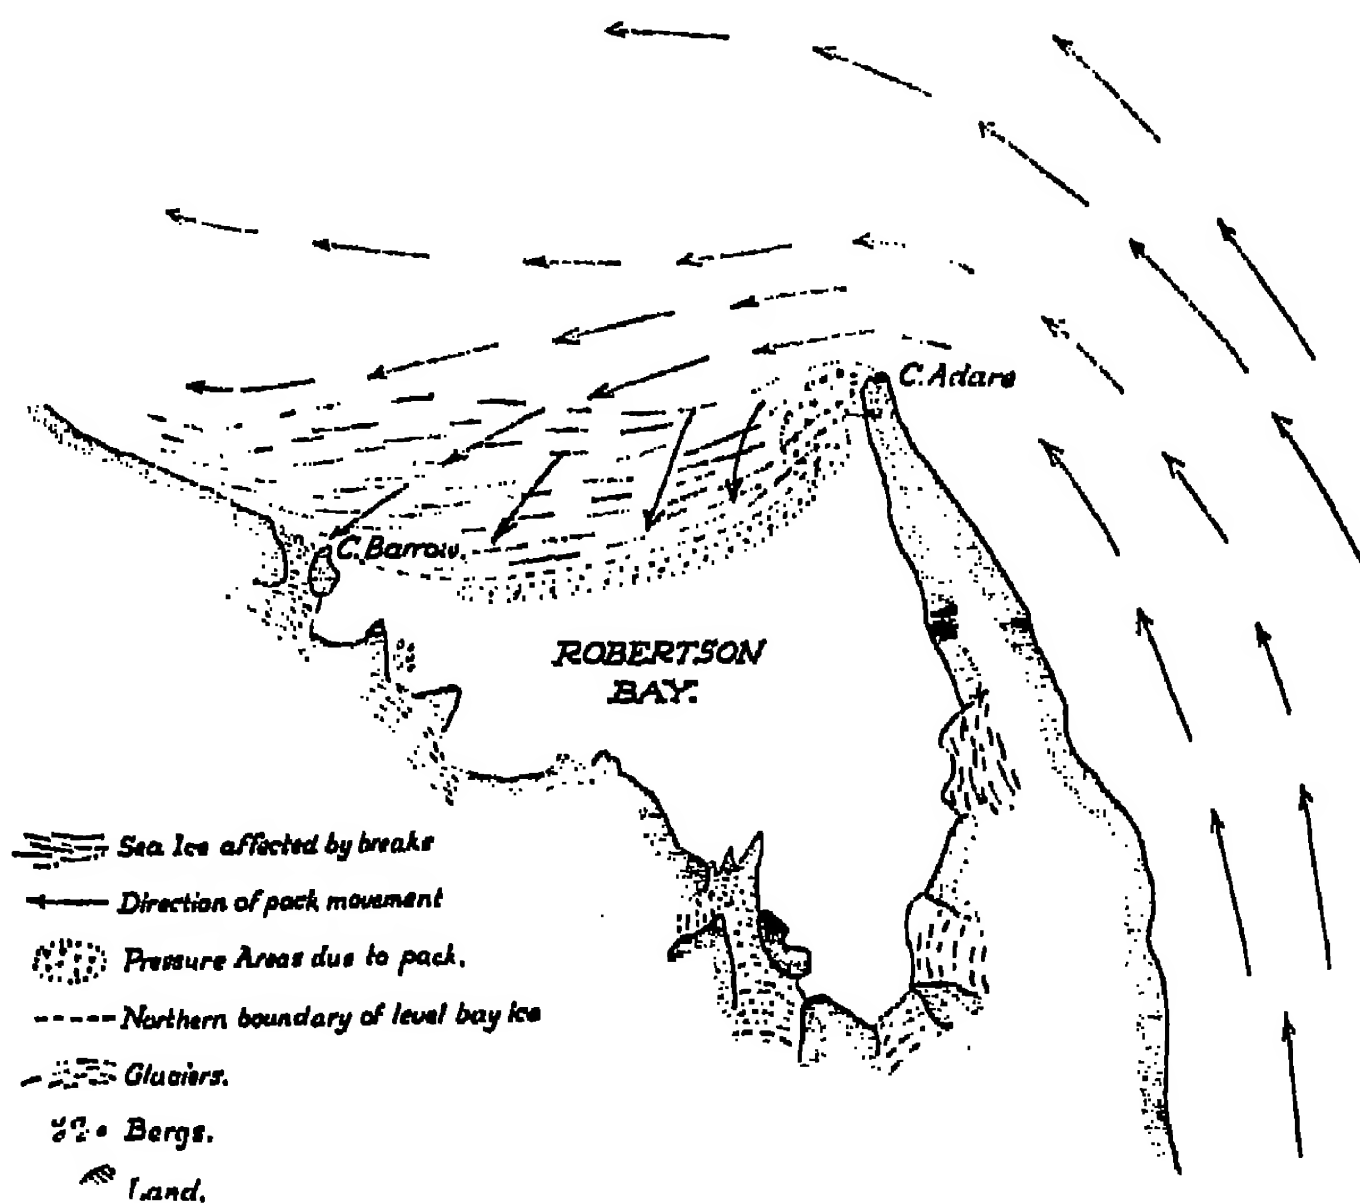 C. Adare
C. Barrow.
ROBERTSON
BAY.
Sea Ice affected by breaks
Direction of pack movement
Pressure Areas due to pack.
Northern boundary of level bay ice
Glaciers.
Bergs.
Land.